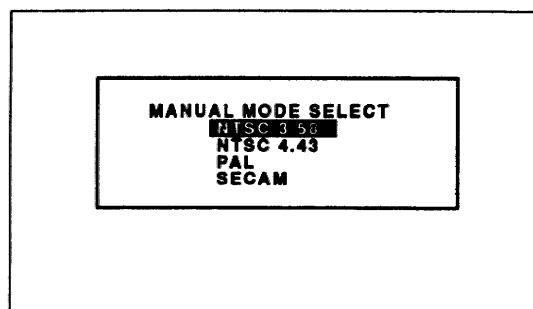 MANUAL MODE SELECT
NTSC 3.58
NTSC 4.43
PAL
SECAM